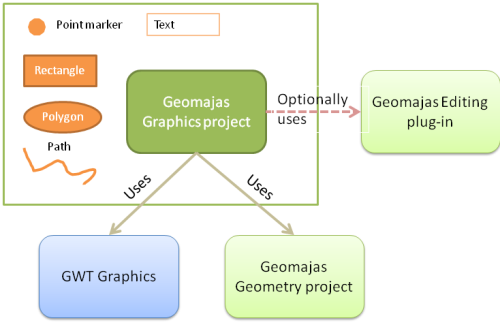 Point marker
Text
Rectangle
Polygon
Path
Geomajas
Graphics project
Optionally
uses
Geomajas Editing
plug-in
Uses
Uses
GWT Graphics
Geomajas
Geometry project